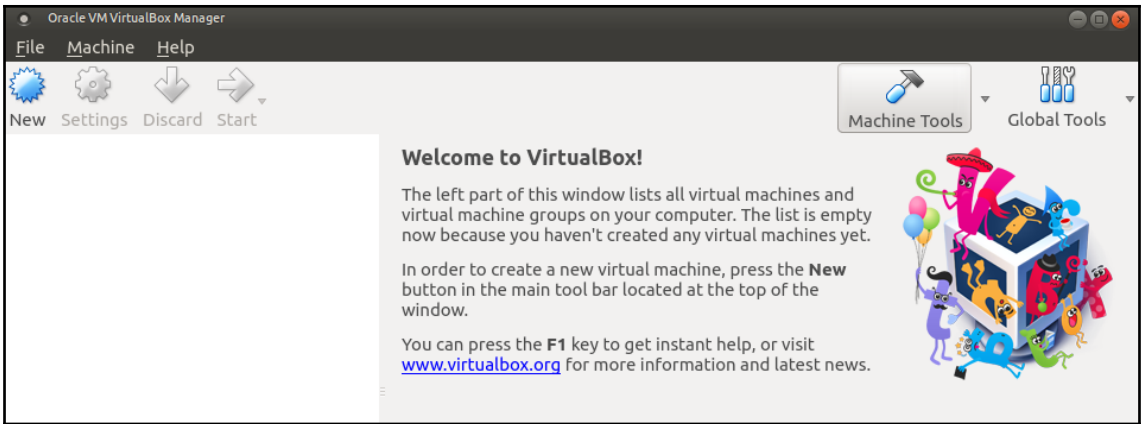 Oracle VM VirtualBox Manager
File Machine Help
New Settings Discard Start Machine Tools Global Tools
Welcome to VirtualBox!
The left part of this window lists all virtual machines and
virtual machine groups on your computer. The list is empty
now because you haven't created any virtual machines yet.
In order to create a new virtual machine, press the New
button in the main tool bar located at the top of the
window.
You can press the F1 key to get instant help, or visit
www.virtualbox.org for more information and latest news.